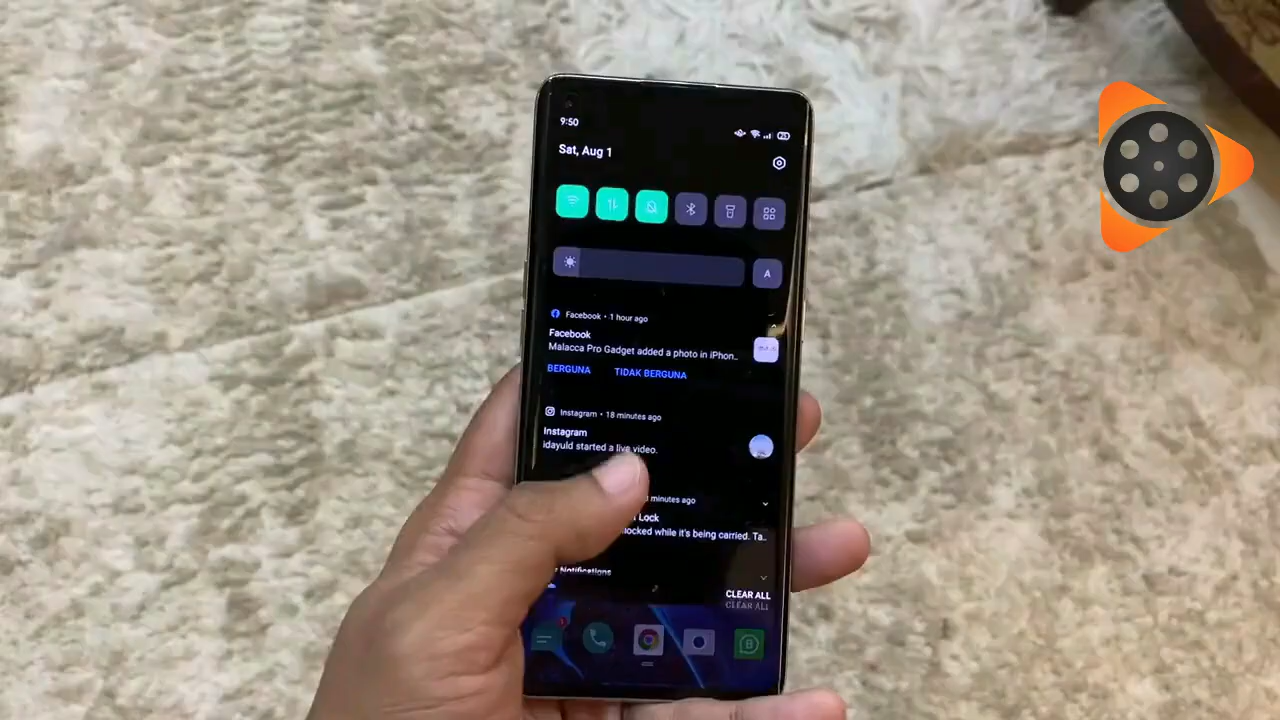 9:50
Sat, Aug 1
A
Facebook • 1 hour ago
Facebook
Malacca Pro Gadget added a photo in iPhon..
BERGUNA TIDAK BERGUNA
Instagram • 18 minutes ago
Instagram
idayuld started a live video.
minutes ago
Lock
while it's being carried. Ta..
Notifications
CLEAR ALL
CLEAR ALL